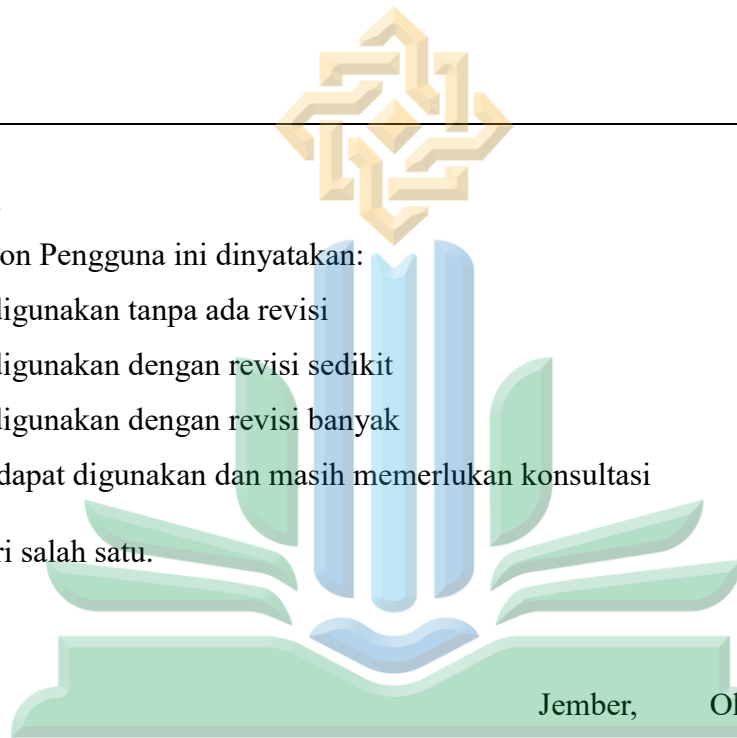 on Pengguna ini dinyatakan:
digunakan tanpa ada revisi
digunakan dengan revisi sedikit
digunakan dengan revisi banyak
dapat digunakan dan masih memerlukan konsultasi
ri salah satu.
Jember,